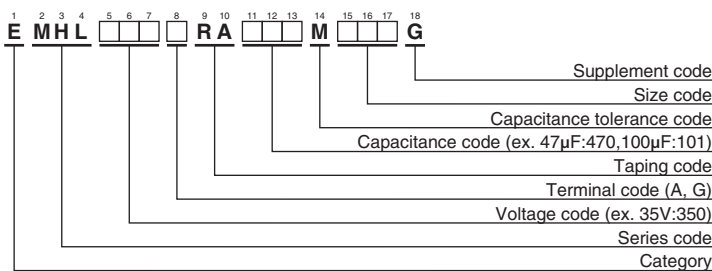 1 2 3 4 5 6 7 8 9 10 11 12 13 14 15 16 17 18
E MHL □□□ □ RA □□□ M □□□ G
Supplement code
Size code
Capacitance tolerance code
Capacitance code (ex. 47µF:470,100µF:101)
Taping code
Terminal code (A, G)
Voltage code (ex. 35V:350)
Series code
Category